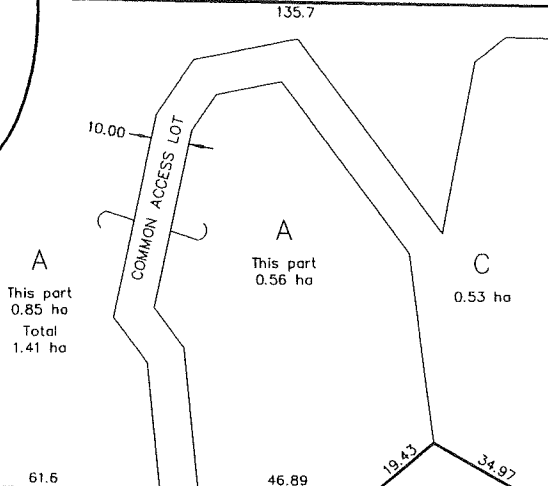 135.7
10.00
COMMON ACCESS LOT
A
This part
0.85 ha
Total
1.41 ha
A
This part
0.56 ha
C
0.53 ha
19.43
34.97
61.6
46.89